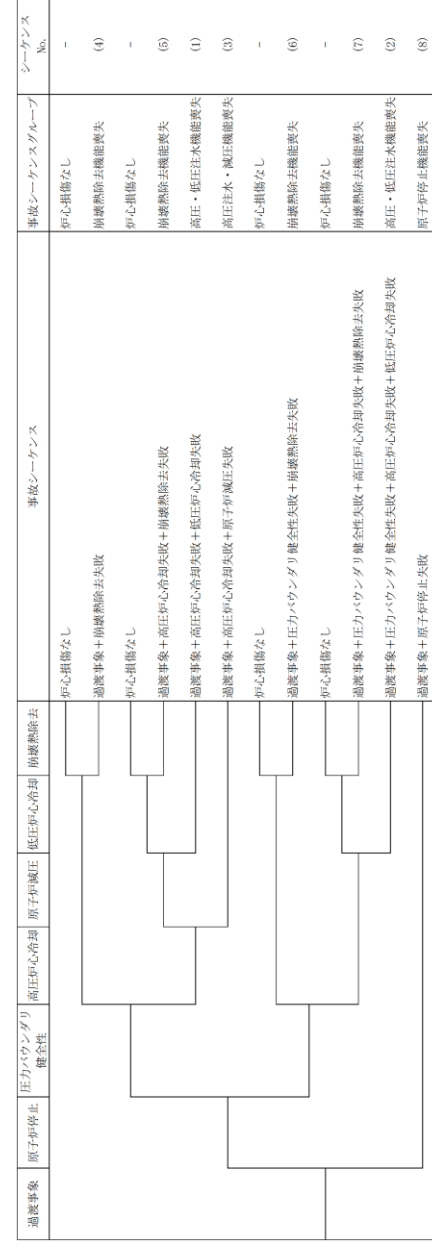 過渡事象
原子炉停止
圧力バウンダリ
健全性
高圧炉心冷却
原子炉減圧
低圧炉心冷却
崩壊熱除去
事故シーケンス
事故シーケンスグループ
シーケンス
No.
炉心損傷なし
炉心損傷なし
－
過渡事象＋崩壊熱除去失敗
崩壊熱除去機能喪失
(4)
炉心損傷なし
炉心損傷なし
－
過渡事象＋高圧炉心冷却失敗＋崩壊熱除去失敗
崩壊熱除去機能喪失
(5)
過渡事象＋高圧炉心冷却失敗＋低圧炉心冷却失敗
高圧・低圧注水機能喪失
(1)
過渡事象＋高圧炉心冷却失敗＋原子炉減圧失敗
高圧注水・減圧機能喪失
(3)
炉心損傷なし
炉心損傷なし
－
過渡事象＋圧力バウンダリ健全性失敗＋崩壊熱除去失敗
崩壊熱除去機能喪失
(6)
炉心損傷なし
炉心損傷なし
－
過渡事象＋圧力バウンダリ健全性失敗＋高圧炉心冷却失敗＋崩壊熱除去失敗
崩壊熱除去機能喪失
(7)
過渡事象＋圧力バウンダリ健全性失敗＋高圧炉心冷却失敗＋低圧炉心冷却失敗
高圧・低圧注水機能喪失
(2)
過渡事象＋原子炉停止失敗
原子炉停止機能喪失
(8)